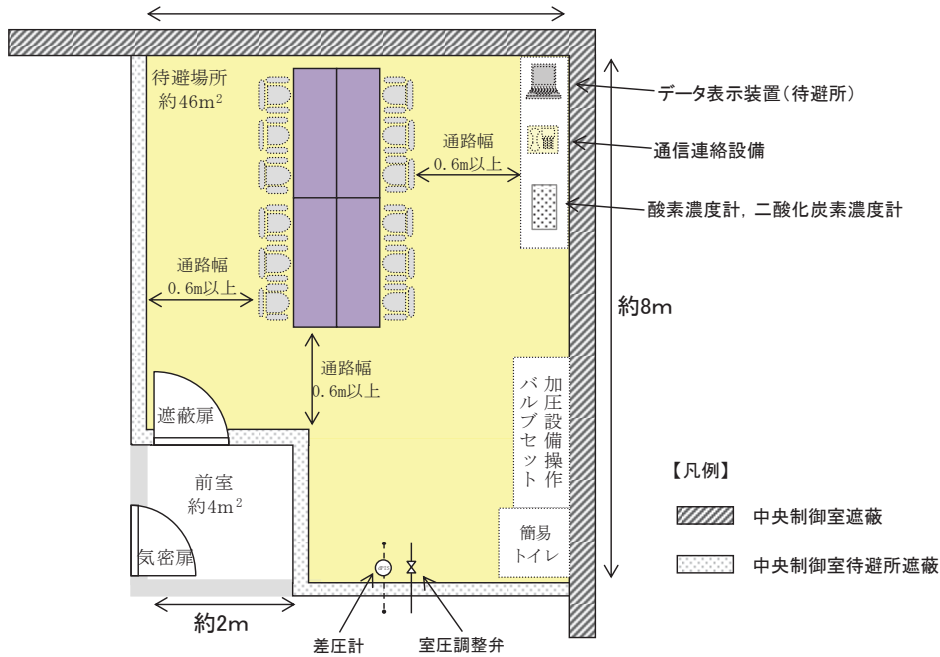 待避場所
約46m²
データ表示装置(待避所)
通路幅
0.6m以上
通信連絡設備
酸素濃度計，二酸化炭素濃度計
通路幅
0.6m以上
約8m
通路幅
0.6m以上
加圧設備操作
バルブセット
遮蔽扉
【凡例】
前室
約4m²
中央制御室遮蔽
簡易
トイレ
気密扉
中央制御室待避所遮蔽
約2m
差圧計
室圧調整弁